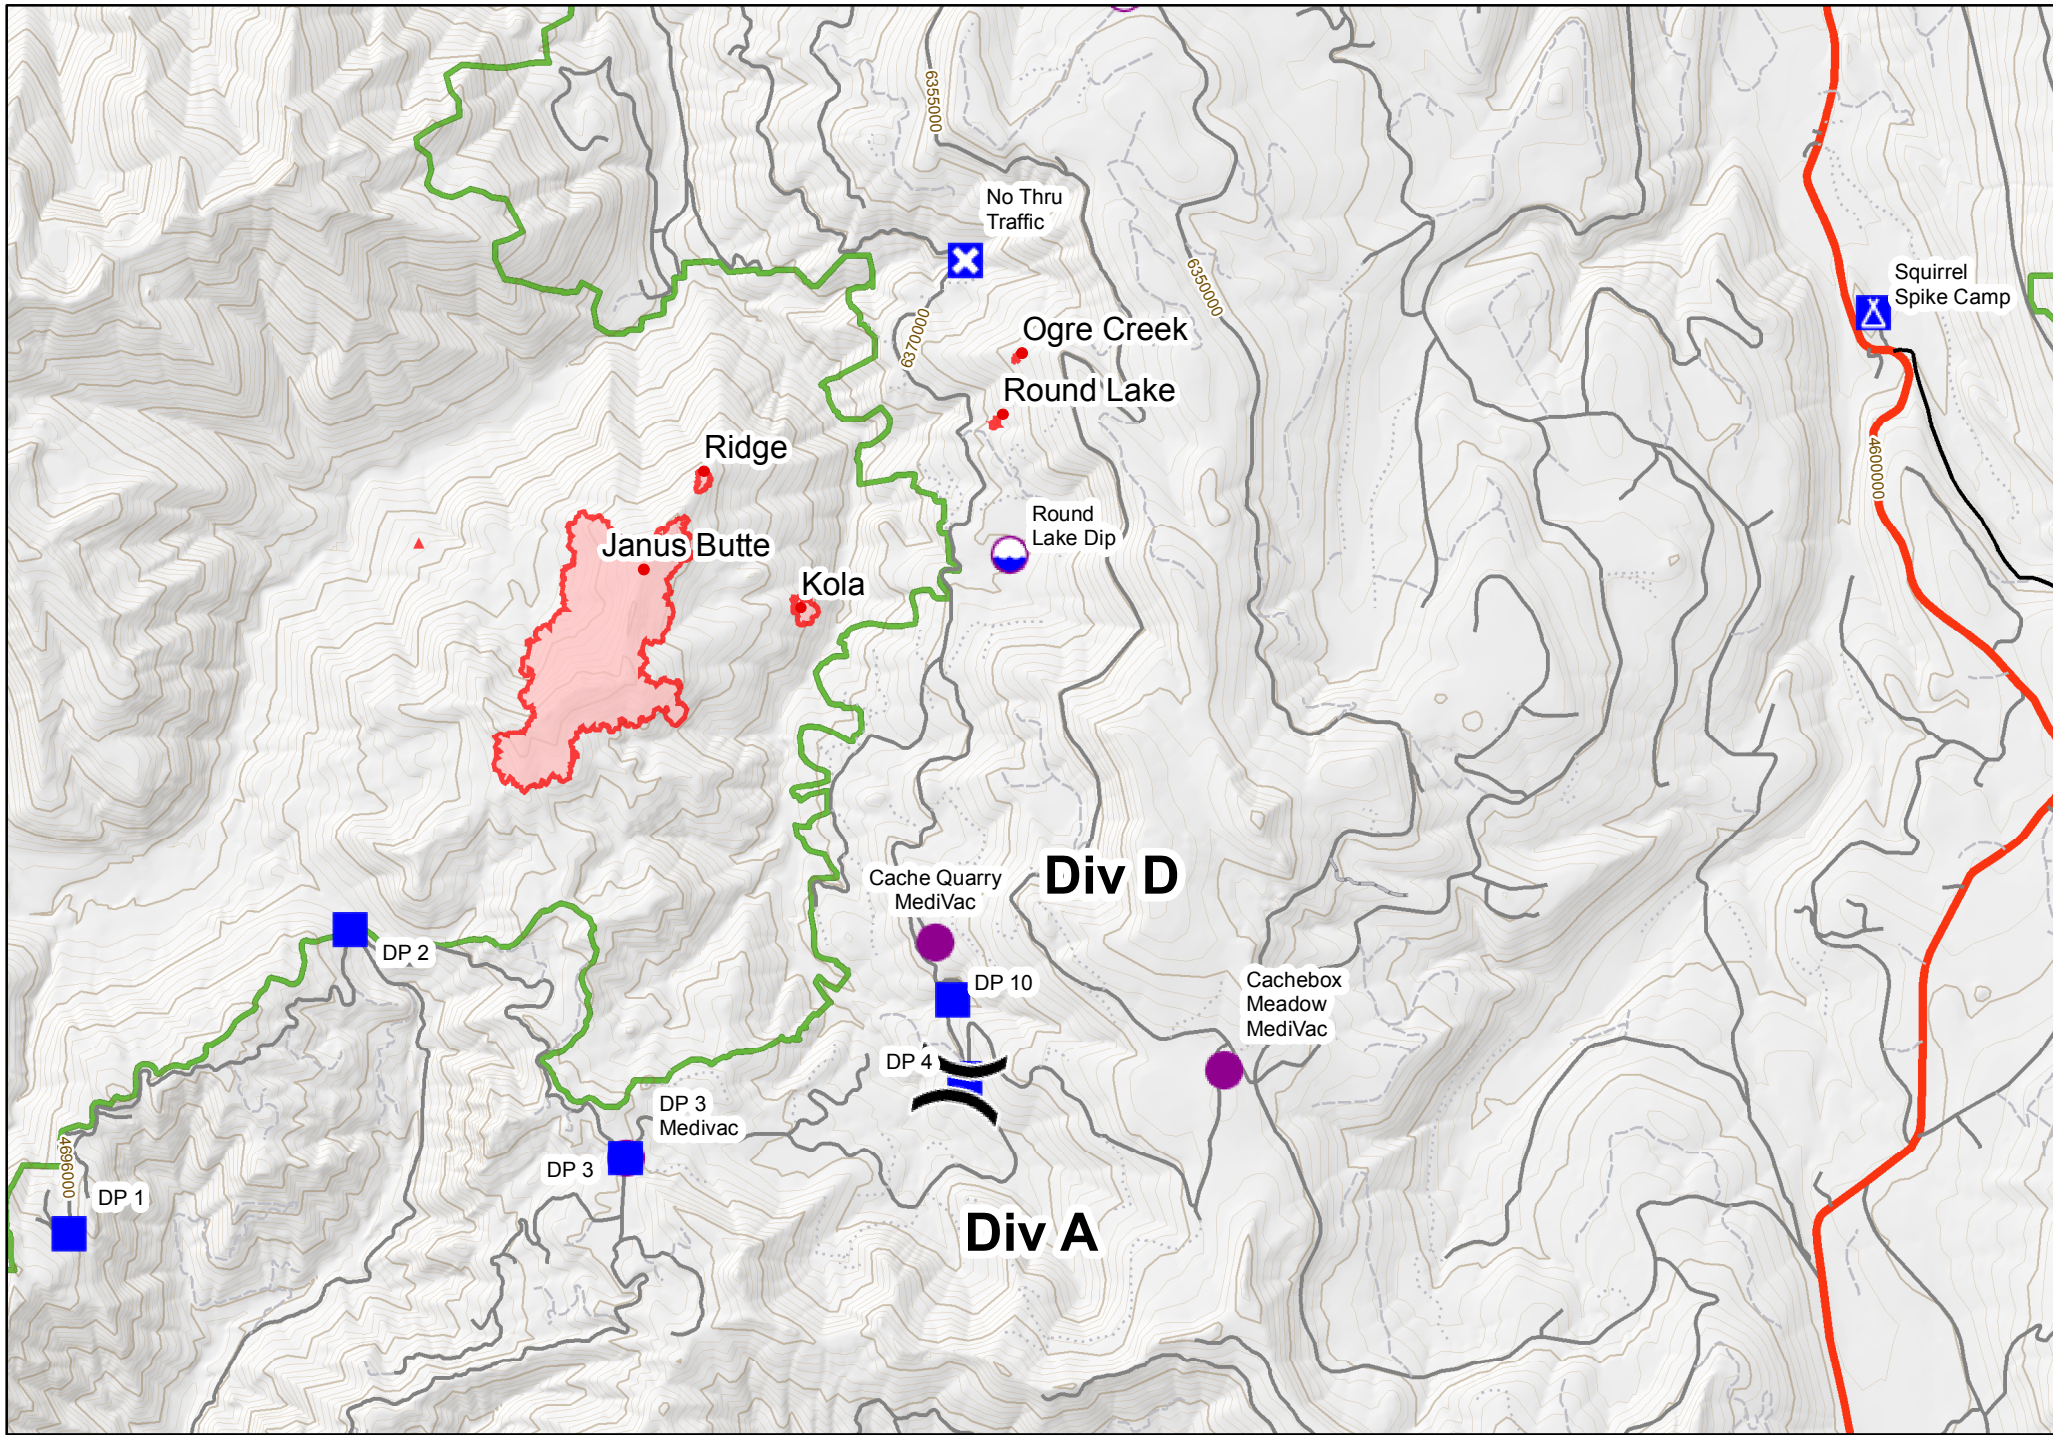 6355000
No Thru
Traffic
6350000
Squirrel
Spike Camp
6370000
Ogre Creek
Round Lake
Ridge
4600000
Round
Lake Dip
Janus Butte
Kola
Cache Quarry
MediVac
Div D
DP 2
DP 10
Cachebox
Meadow
MediVac
DP 4
DP 3
Medivac
4696000
DP 3
DP 1
Div A